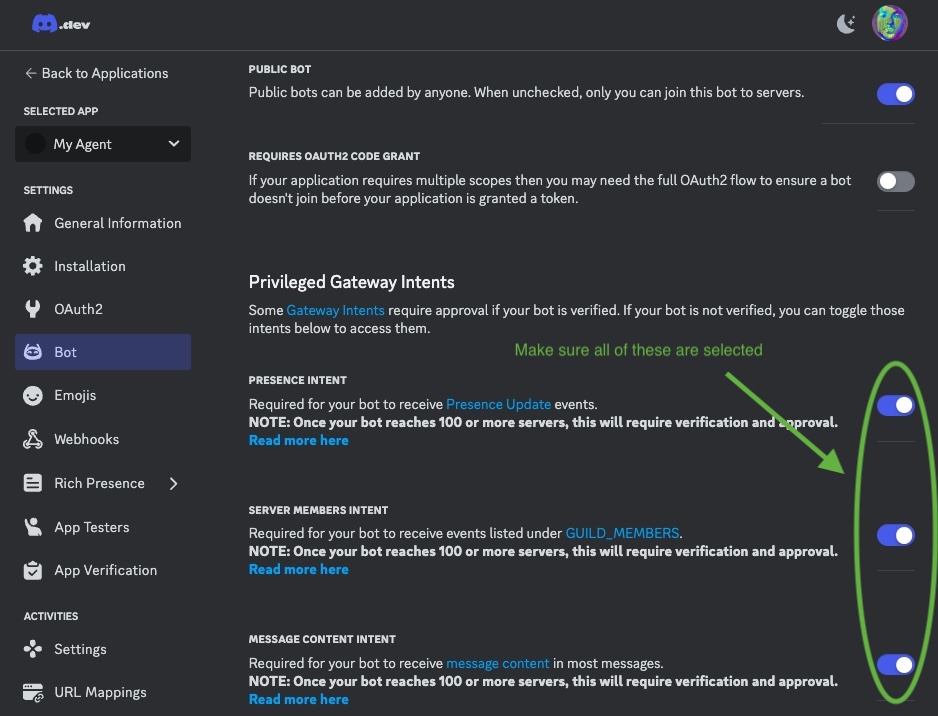 .dev
Back to Applications
SELECTED APP
My Agent
SETTINGS
General Information
Installation
OAuth2
Bot
Emojis
Webhooks
Rich Presence
App Testers
App Verification
ACTIVITIES
Settings
URL Mappings
PUBLIC BOT
Public bots can be added by anyone. When unchecked, only you can join this bot to servers.
REQUIRES OAUTH2 CODE GRANT
If your application requires multiple scopes then you may need the full OAuth2 flow to ensure a bot
doesn't join before your application is granted a token.
Privileged Gateway Intents
Some Gateway Intents require approval if your bot is verified. If your bot is not verified, you can toggle those
intents below to access them.
Make sure all of these are selected
PRESENCE INTENT
Required for your bot to receive Presence Update events.
NOTE: Once your bot reaches 100 or more servers, this will require verification and approval.
Read more here
SERVER MEMBERS INTENT
Required for your bot to receive events listed under GUILD_MEMBERS.
NOTE: Once your bot reaches 100 or more servers, this will require verification and approval.
Read more here
MESSAGE CONTENT INTENT
Required for your bot to receive message content in most messages.
NOTE: Once your bot reaches 100 or more servers, this will require verification and approval.
Read more here